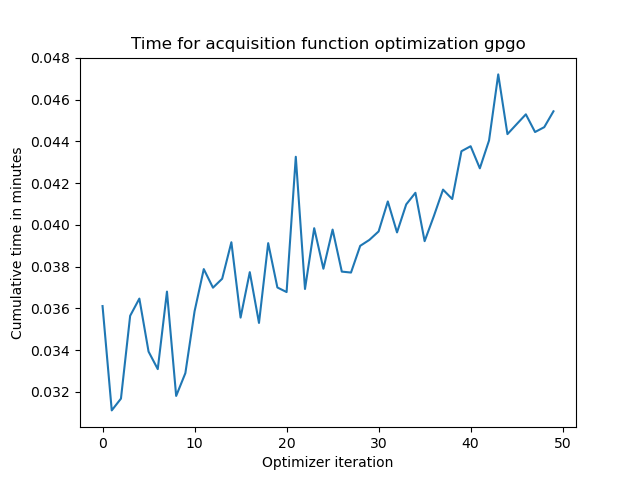 Time for acquisition function optimization gpgo
0.048
0.046
0.044
0.042
0.040
0.038
0.036
0.034
0.032
Cumulative time in minutes
0 10 20 30 40 50
Optimizer iteration